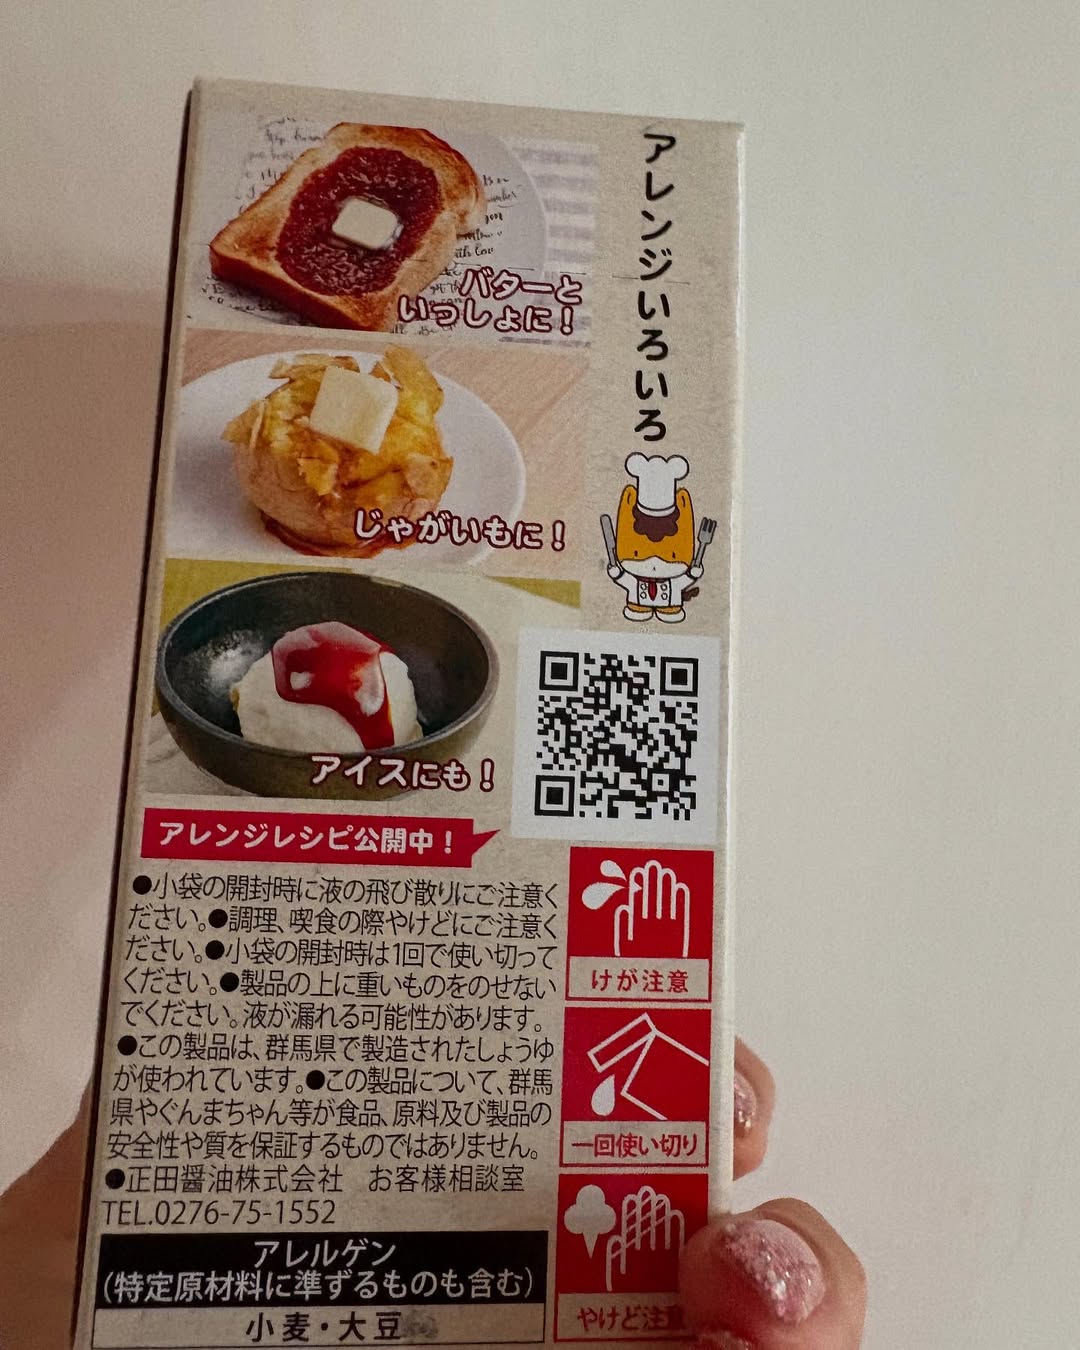 アレンジいろいろ
バターと
いっしょに！
じゃがいもに！
アイスにも！
アレンジレシピ公開中！
●小袋の開封時に液の飛び散りにご注意く
ださい。●調理、喫食の際やけどにご注意く
ださい。●小袋の開封時は1回で使い切って
ください。●製品の上に重いものをのせない
でください。液が漏れる可能性があります。
●この製品は、群馬県で製造されたしょうゆ
が使われています。●この製品について、群馬
県やぐんまちゃん等が食品、原料及び製品の
安全性や質を保証するものではありません。
●正田醤油株式会社　お客様相談室
TEL.0276-75-1552
アレルゲン
(特定原材料に準ずるものも含む)
小麦・大豆
けが注意
一回使い切り
やけど注意